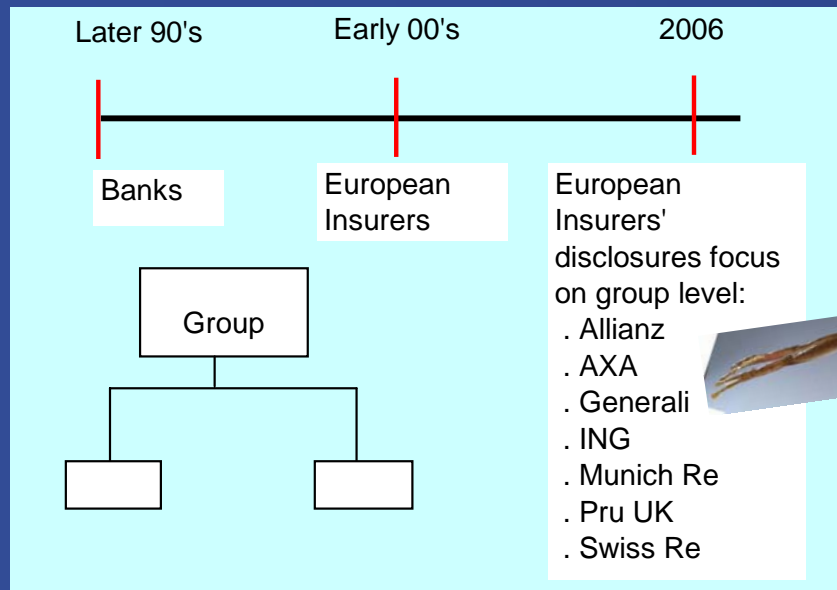 Later 90's
Early 00's
2006
Banks
European
Insurers
European
Insurers'
disclosures focus
on group level:
. Allianz
. AXA
. Generali
. ING
. Munich Re
. Pru UK
. Swiss Re
Group